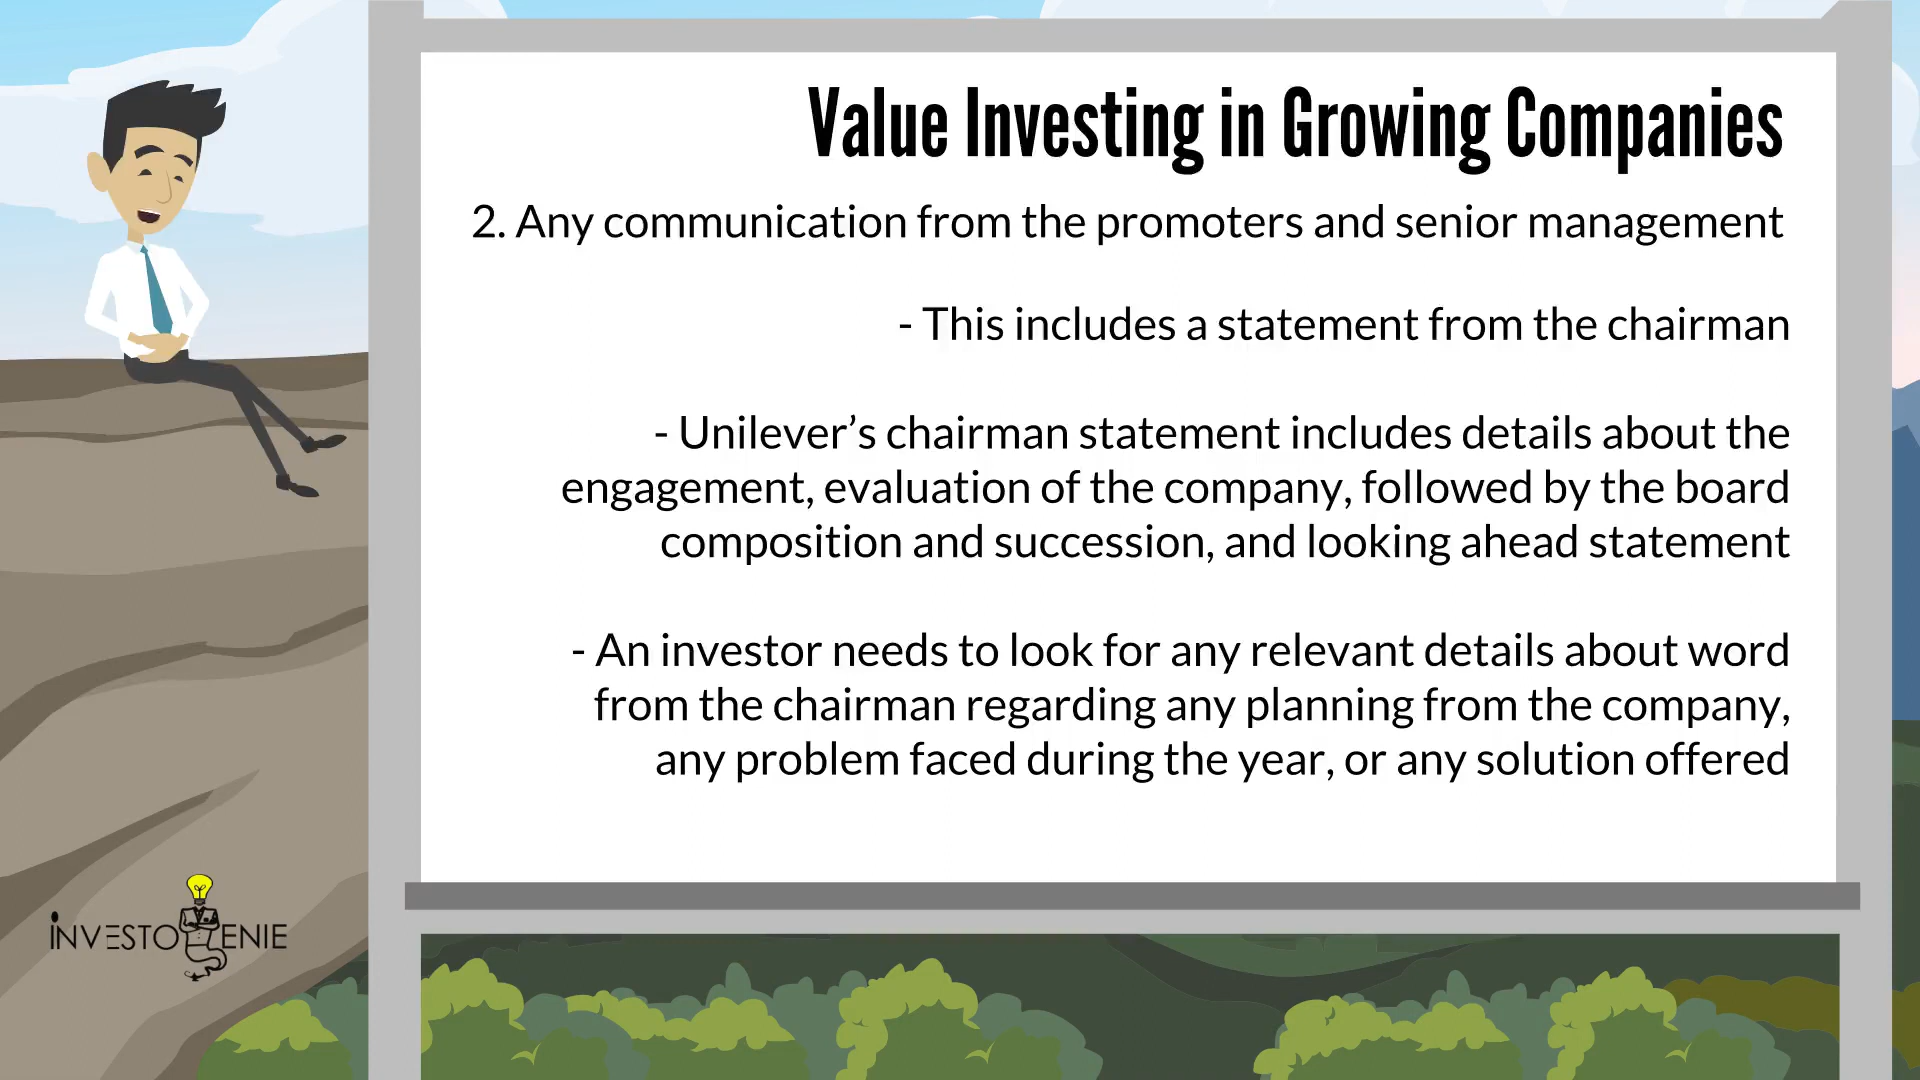 Value Investing in Growing Companies
2. Any communication from the promoters and senior management
- This includes a statement from the chairman
- Unilever’s chairman statement includes details about the
engagement, evaluation of the company, followed by the board
composition and succession, and looking ahead statement
- An investor needs to look for any relevant details about word
from the chairman regarding any planning from the company,
any problem faced during the year, or any solution offered
iNVESTOGENIE